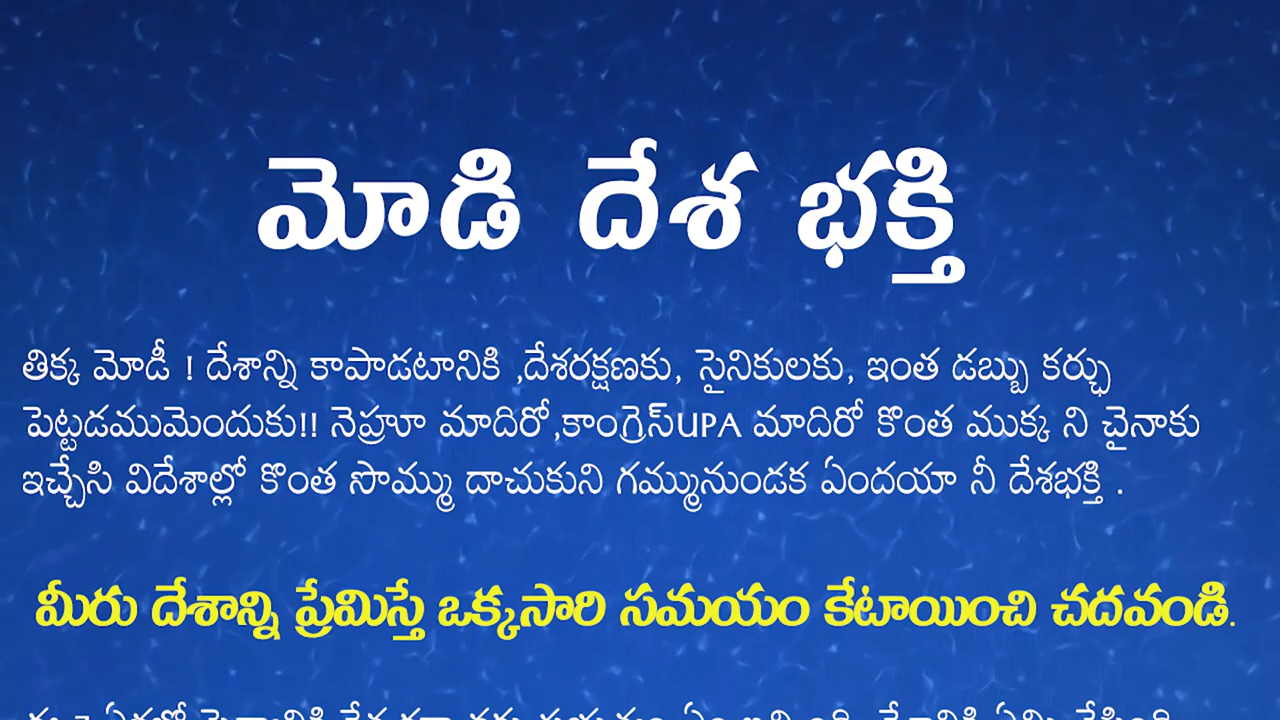 మోడి దేశ భక్తి
తిక్క మోడీ ! దేశాన్ని కాపాడటానికి ,దేశరక్షణకు, సైనికులకు, ఇంత డబ్బు కర్ఛు
పెట్టడముమెందుకు!! నెహ్రూ మాదిరో,కాంగ్రెస్UPA మాదిరో కొంత ముక్క ని చైనాకు
ఇచ్చేసి విదేశాల్లో కొంత సొమ్ము దాచుకుని గమ్మునుండక ఏందయా నీ దేశభక్తి .
మీరు దేశాన్ని ప్రేమిస్తే ఒక్కసారి సమయం కేటాయించి చదవండి.